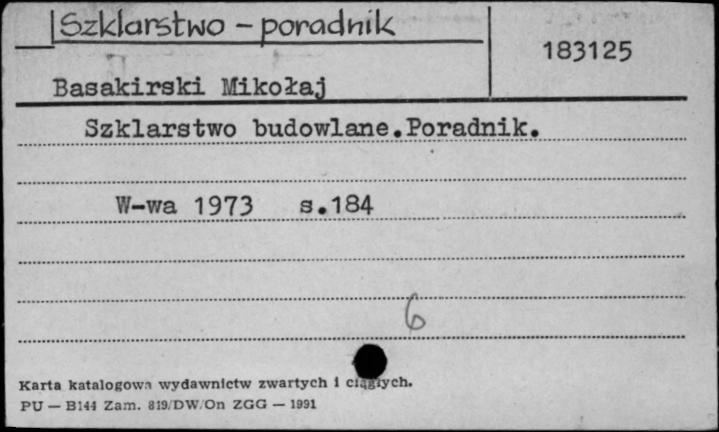 Szklarstwo - poradnik
183125
Basakirski Mikołaj
Szklarstwo budowlane.Poradnik.
W-wa 1973 s.184
6
Karta katalogowa wydawnictw zwartych i ciągłych.
PU — B144 Zam. 819/DW/On ZGG — 1991